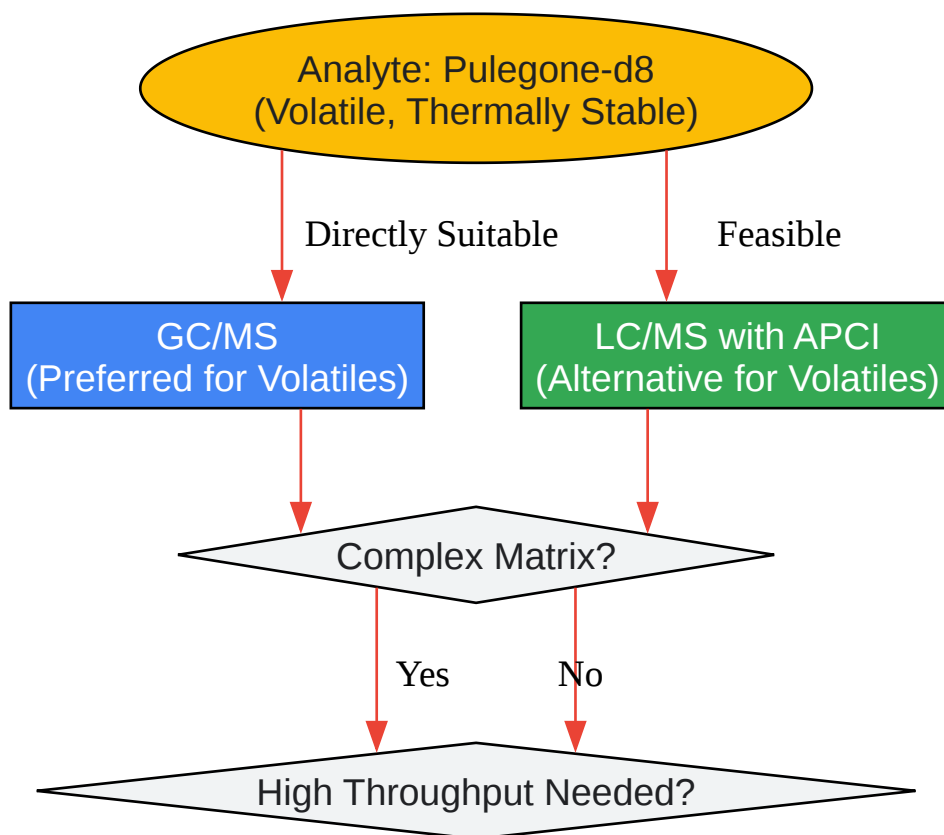 Analyte: Pulegone-d8
(Volatile, Thermally Stable)
Directly Suitable
Feasible
GC/MS
(Preferred for Volatiles)
LC/MS with APCI
(Alternative for Volatiles)
Complex Matrix?
Yes
No
High Throughput Needed?